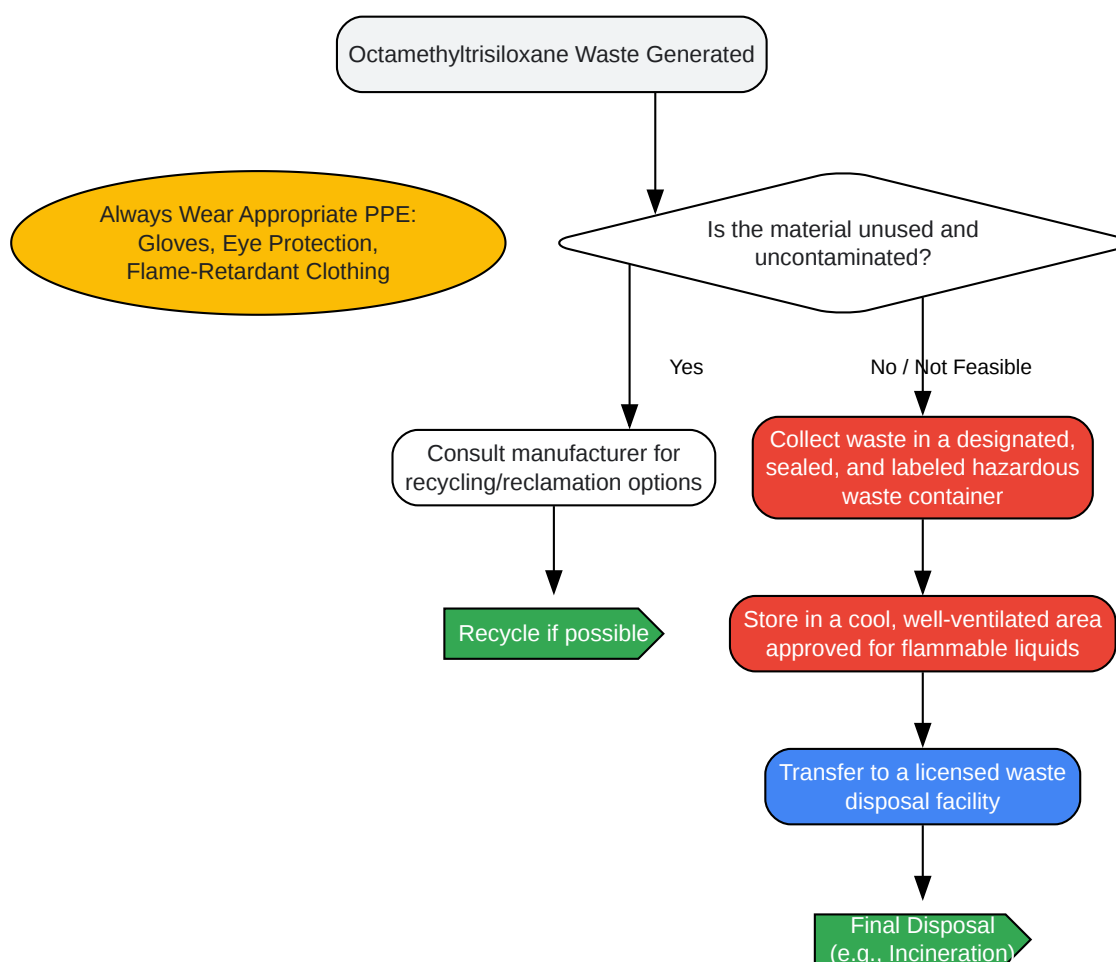 Octamethyltrisiloxane Waste Generated
Always Wear Appropriate PPE:
Gloves, Eye Protection,
Flame-Retardant Clothing
Is the material unused and
uncontaminated?
Yes
No / Not Feasible
Consult manufacturer for
recycling/reclamation options
Collect waste in a designated,
sealed, and labeled hazardous
waste container
Recycle if possible
Store in a cool, well-ventilated area
approved for flammable liquids
Transfer to a licensed waste
disposal facility
Final Disposal
(e.g., Incineration)